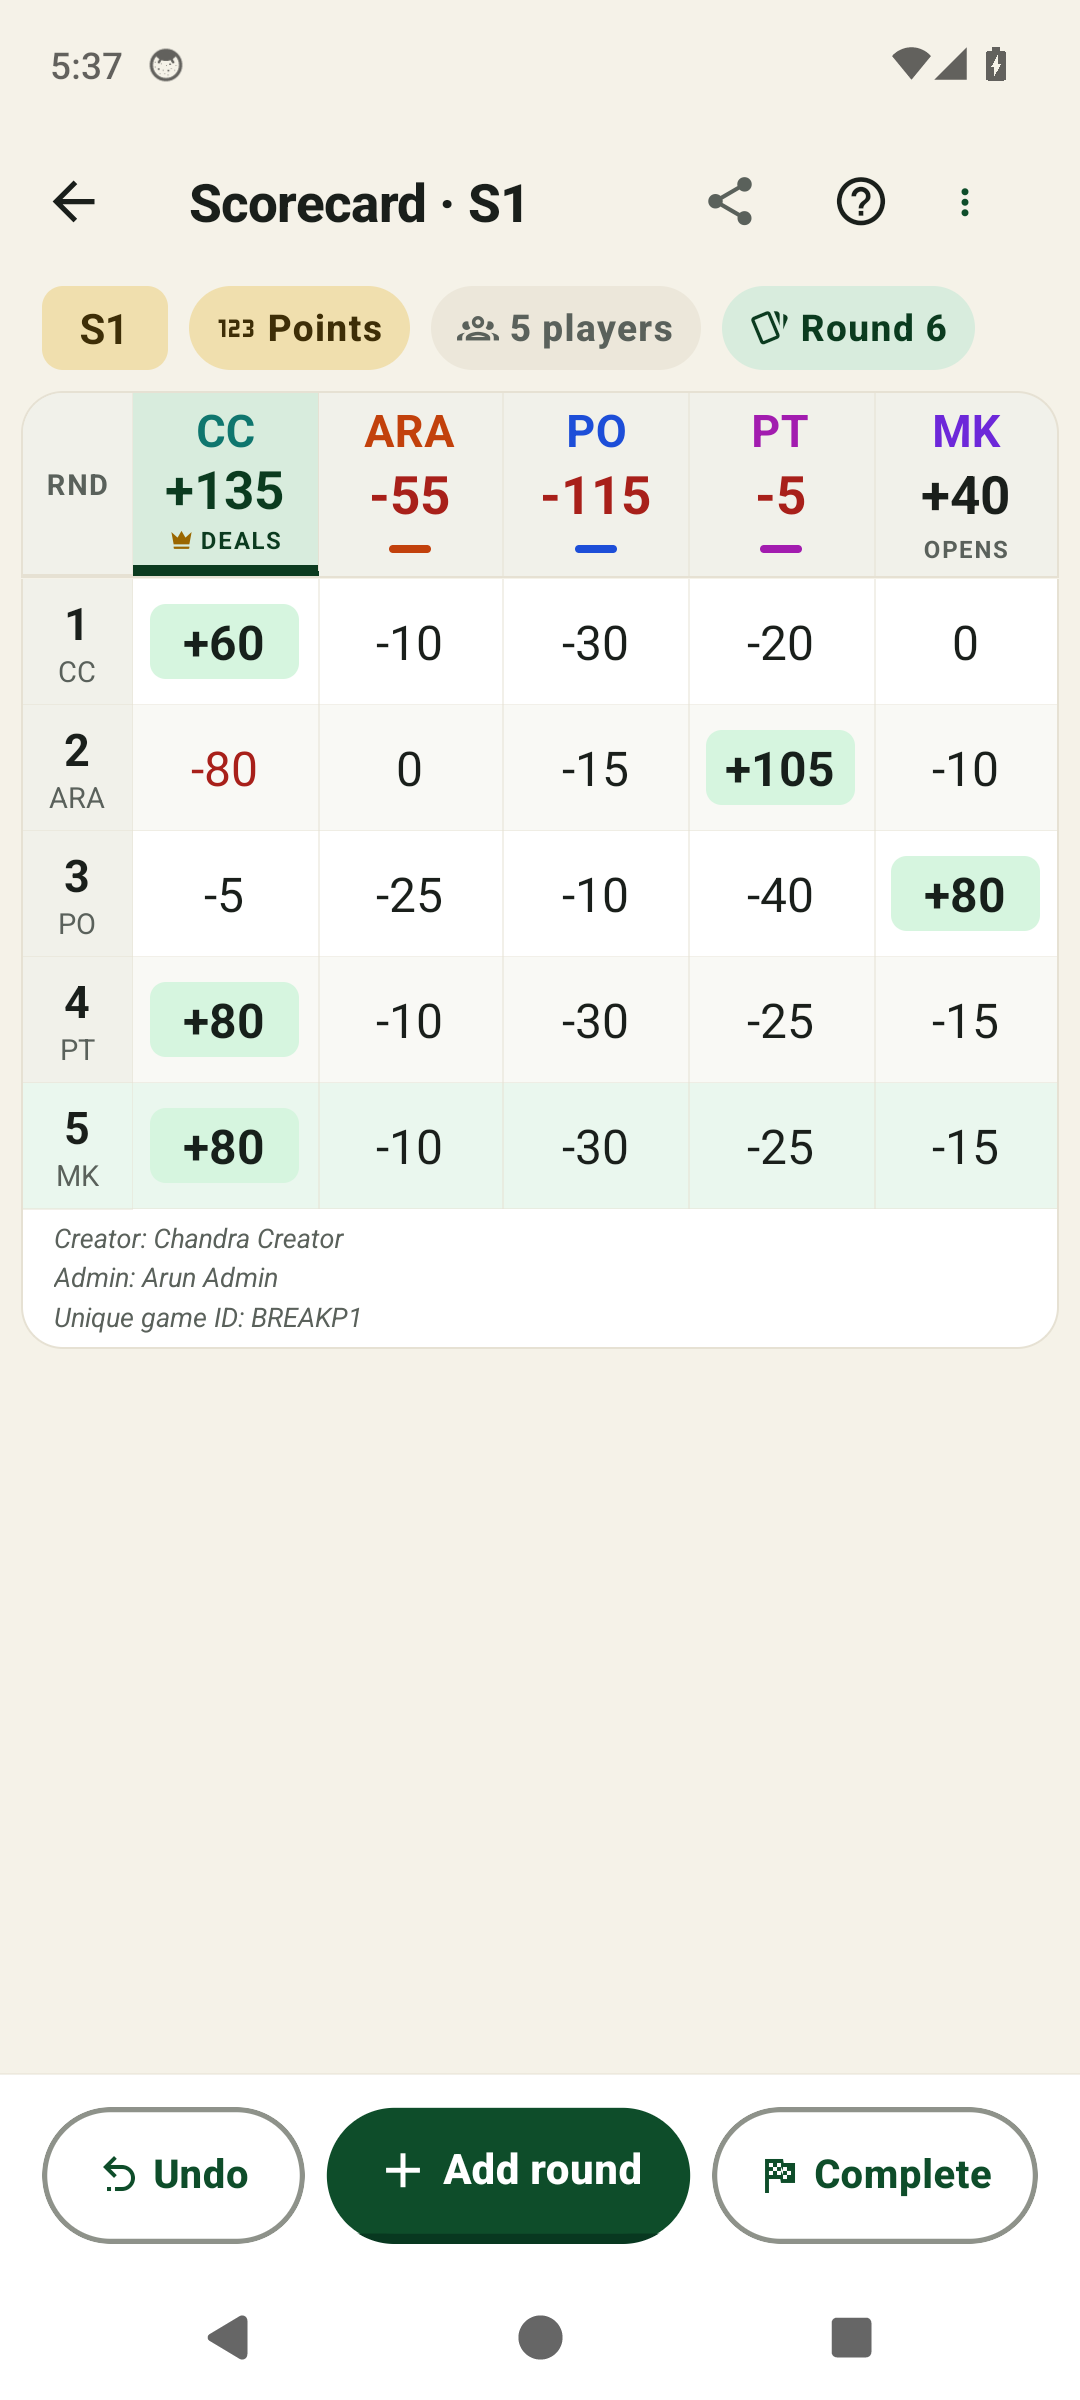 5:37
Scorecard · S1
S1
123 Points
5 players
Round 6
RND
CC
+135
DEALS
ARA
-55
PO
-115
PT
-5
MK
+40
OPENS
1
CC
+60 -10 -30 -20 0
2
ARA
-80 0 -15 +105 -10
3
PO
-5 -25 -10 -40 +80
4
PT
+80 -10 -30 -25 -15
5
MK
+80 -10 -30 -25 -15
Creator: Chandra Creator
Admin: Arun Admin
Unique game ID: BREAKP1
Undo
+ Add round
Complete